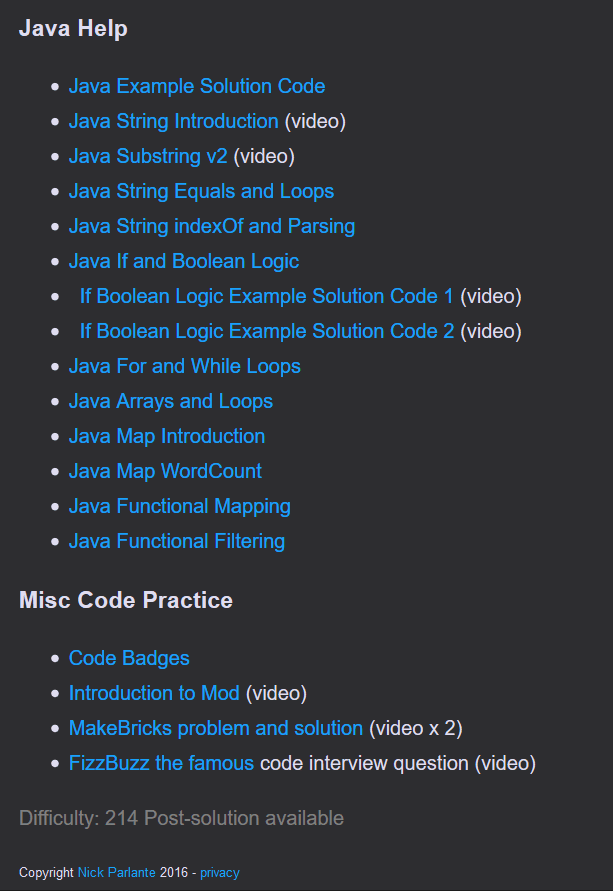 Java Help
Java Example Solution Code
Java String Introduction (video)
Java Substring v2 (video)
Java String Equals and Loops
Java String indexOf and Parsing
Java If and Boolean Logic
If Boolean Logic Example Solution Code 1 (video)
If Boolean Logic Example Solution Code 2 (video)
Java For and While Loops
Java Arrays and Loops
Java Map Introduction
Java Map WordCount
Java Functional Mapping
Java Functional Filtering
Misc Code Practice
Code Badges
Introduction to Mod (video)
MakeBricks problem and solution (video x 2)
FizzBuzz the famous code interview question (video)
Difficulty: 214 Post-solution available
Copyright Nick Parlante 2016 - privacy